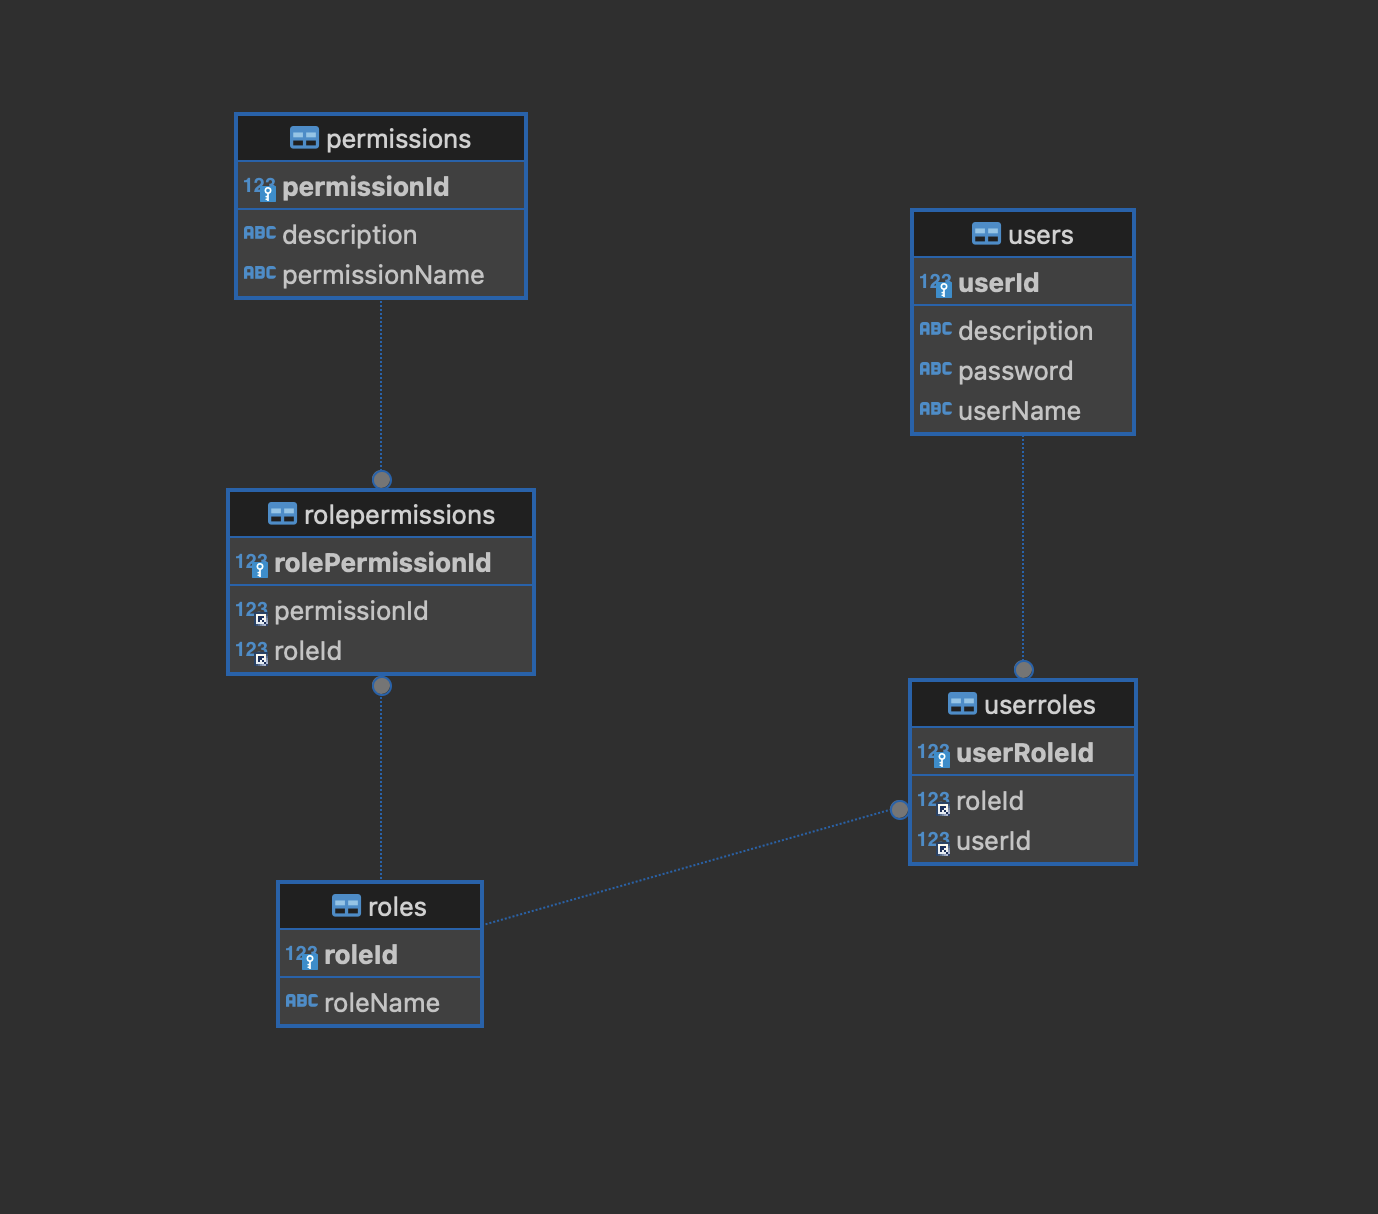 permissions
123 permissionId
ABC description
ABC permissionName
users
123 userId
ABC description
ABC password
ABC userName
rolepermissions
123 rolePermissionId
123 permissionId
123 roleId
userroles
123 userRoleId
123 roleId
123 userId
roles
123 roleId
ABC roleName